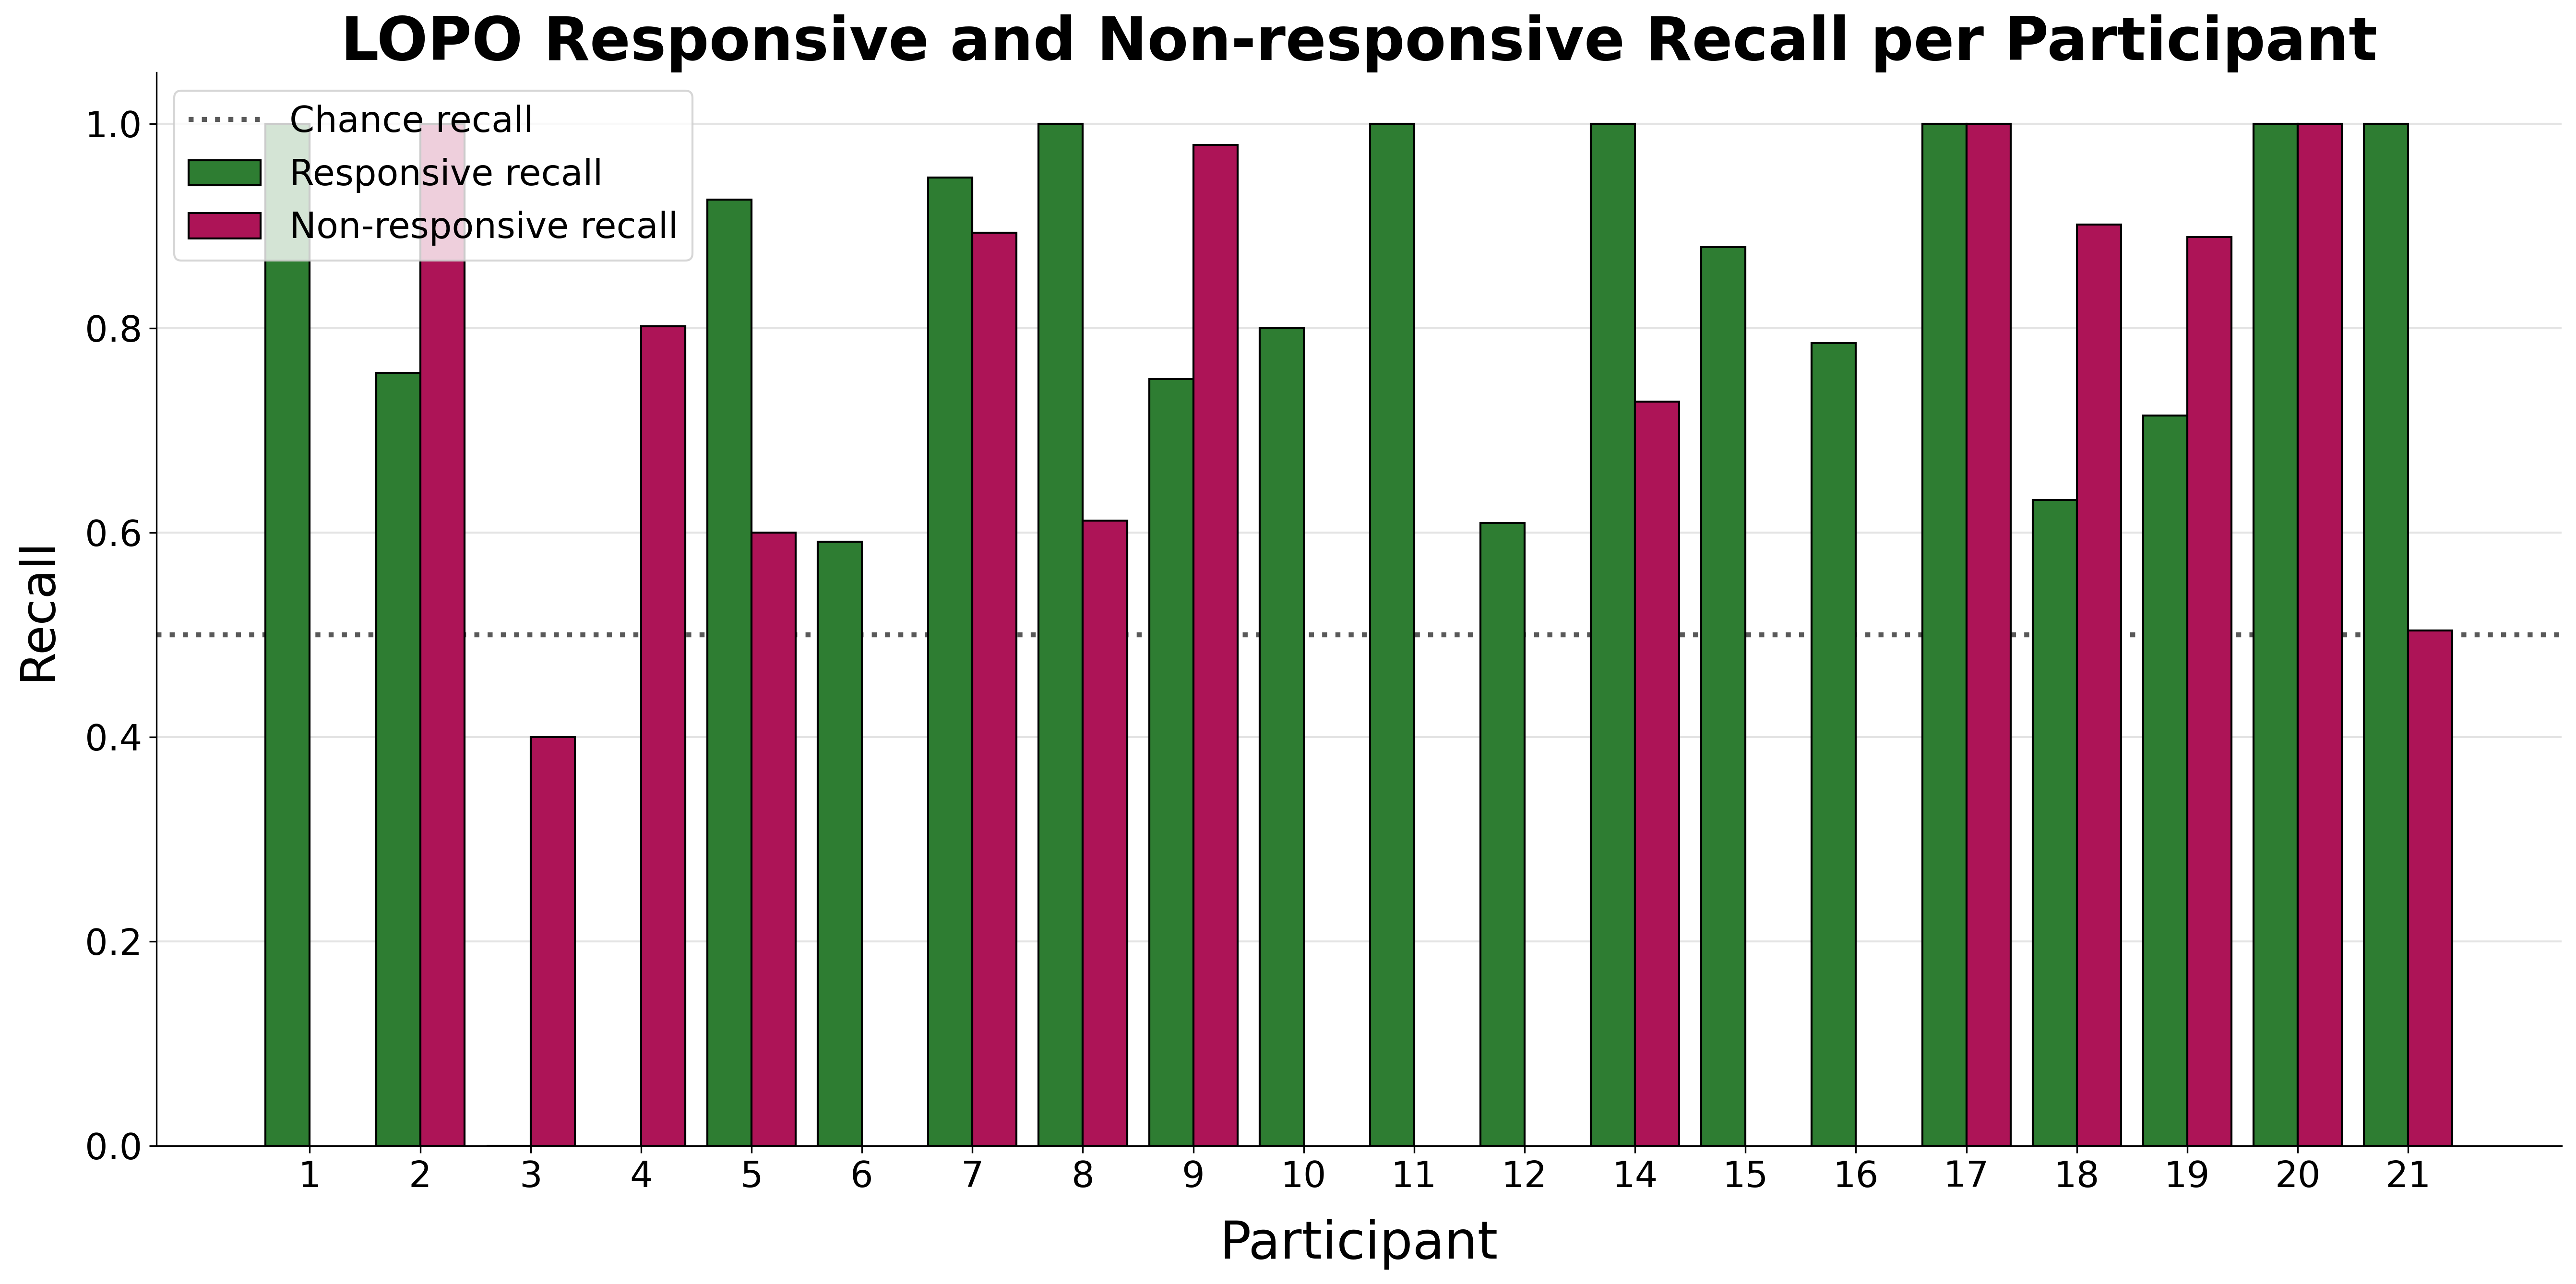 LOPO Responsive and Non-responsive Recall per Participant
Chance recall
Responsive recall
Non-responsive recall
1.0
0.8
0.6
0.4
0.2
0.0
Recall
1 2 3 4 5 6 7 8 9 10 11 12 14 15 16 17 18 19 20 21
Participant